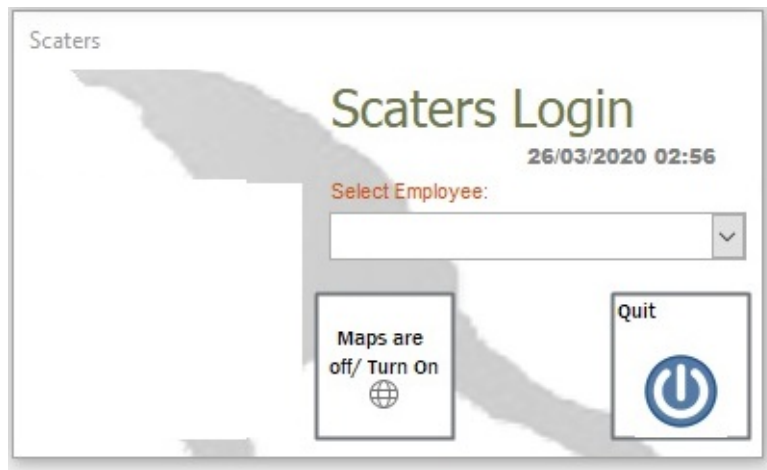 Scaters
Scaters Login
26/03/2020 02:56
Select Employee:
Maps are
off/ Turn On
Quit